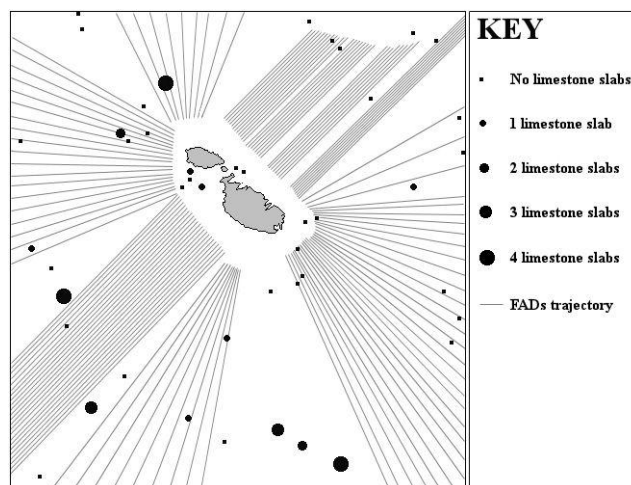 KEY
No limestone slabs
1 limestone slab
2 limestone slabs
3 limestone slabs
4 limestone slabs
FADs trajectory